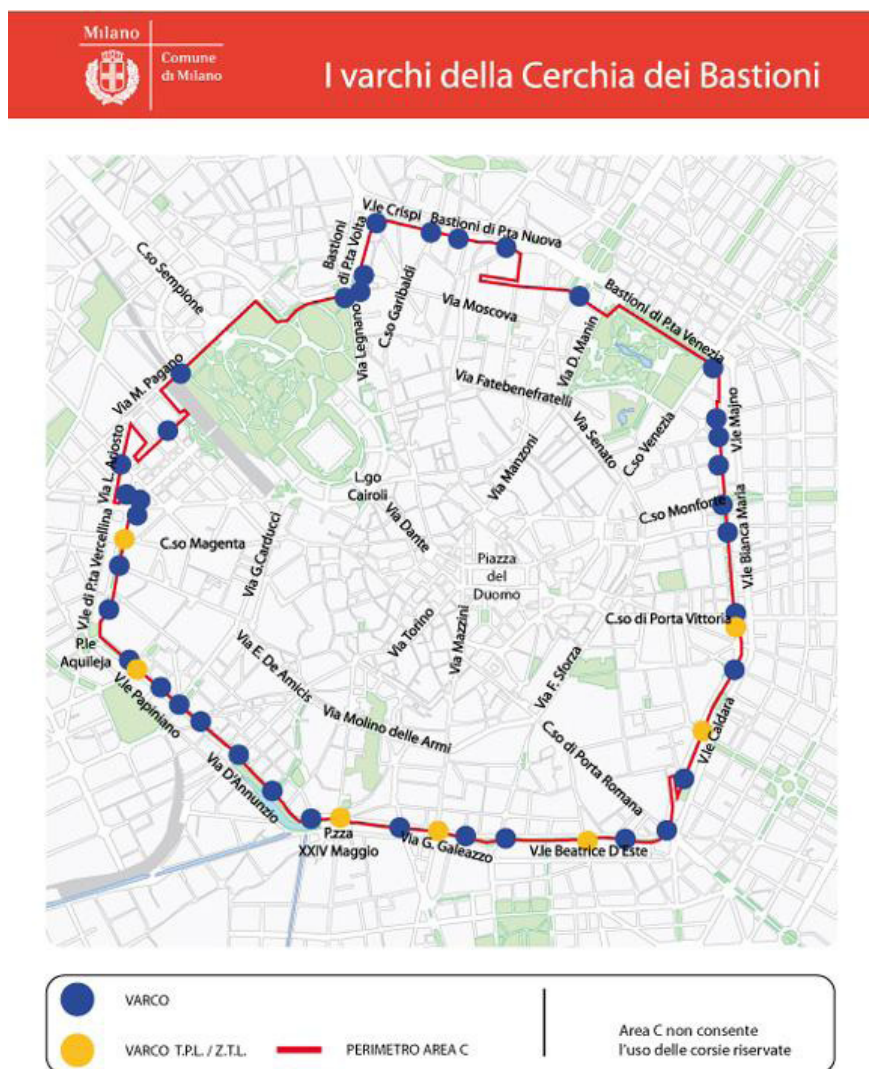 Milano
Comune
di Milano
I varchi della Cerchia dei Bastioni
V.le Crispi
Bastioni di P.ta Nuova
Bastioni
di P.ta Volta
C.so Sempione
C.so Garibaldi
Via Legnano
Via Moscova
Bastioni di P.ta Venezia
Via D. Manin
Via M. Pagano
Via Fatebenefratelli
V.le Majno
Via Senato
C.so Venezia
Via L. Ariosto
Via Manzoni
L.go
Cairoli
C.so Monforte
Via Dante
V.le di P.ta Vercellina
C.so Magenta
Via G.Carducci
V.le Bianca Maria
Piazza
del
Duomo
C.so di Porta Vittoria
P.le
Aquileja
Via Torino
Via Mazzini
Via E. De Amicis
Via F. Sforza
V.le Papiniano
Via Molino delle Armi
V.le Caldara
C.so di Porta Romana
Via D'Annunzio
P.zza
XXIV Maggio
Via G. Galeazzo
V.le Beatrice D'Este
VARCO
VARCO T.P.L. / Z.T.L.
PERIMETRO AREA C
Area C non consente
l'uso delle corsie riservate